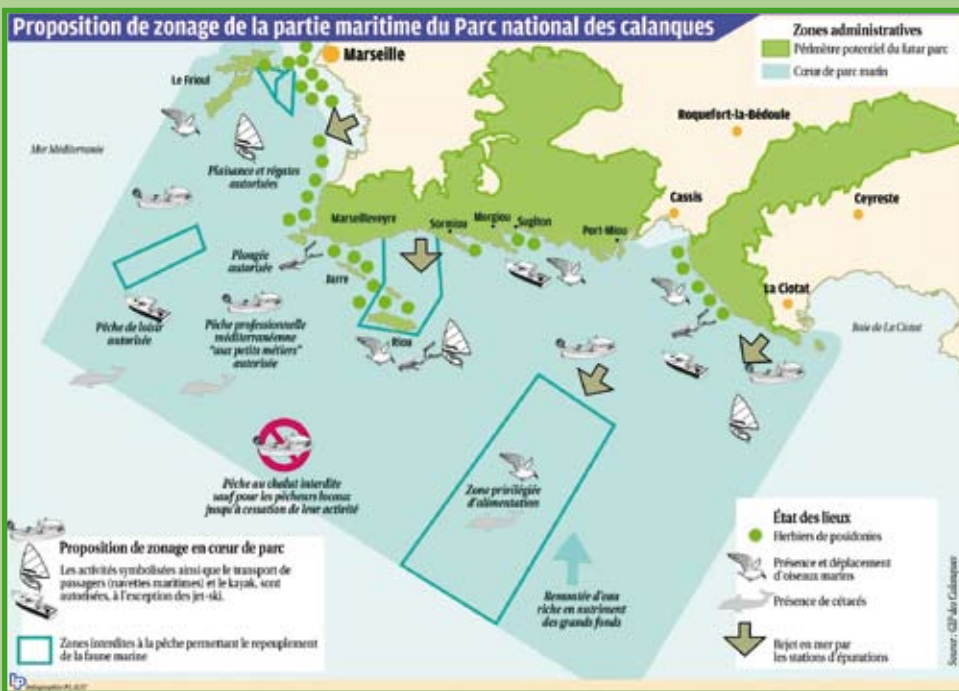 Proposition de zonage de la partie maritime du Parc national des calanques
Zones administratives
Périmètre potentiel du futur parc
Cœur de parc marin
Marseille
Le Frioul
Roquefort-la-Bédoule
Mer Méditerranée
Plaisance et régates
autorisées
Cassis
Ceyreste
Marseilleveyre
Sormiou
Morgiou
Sugiton
Port-Miou
Plongée
autorisée
Jarre
La Ciotat
Baie de La Ciotat
Pêche de loisir
autorisée
Pêche professionnelle
méditerranéenne
"aux petits métiers"
autorisée
Riou
Pêche au chalut interdite
sauf pour les pêcheurs locaux
jusqu'à cessation de leur activité
Zone privilégiée
d'alimentation
Remontée d'eau
riche en nutriment
des grands fonds
Proposition de zonage en cœur de parc
Les activités symbolisées ainsi que le transport de
passagers (navettes maritimes) et le kayak, sont
autorisées, à l'exception des jet-ski.
Zones interdites à la pêche permettant le repeuplement
de la faune marine
État des lieux
Herbiers de posidonies
Présence et déplacement
d'oiseaux marins
Présence de cétacés
Rejet en mer par
les stations d'épurations
Source : GIP des Calanques
LP